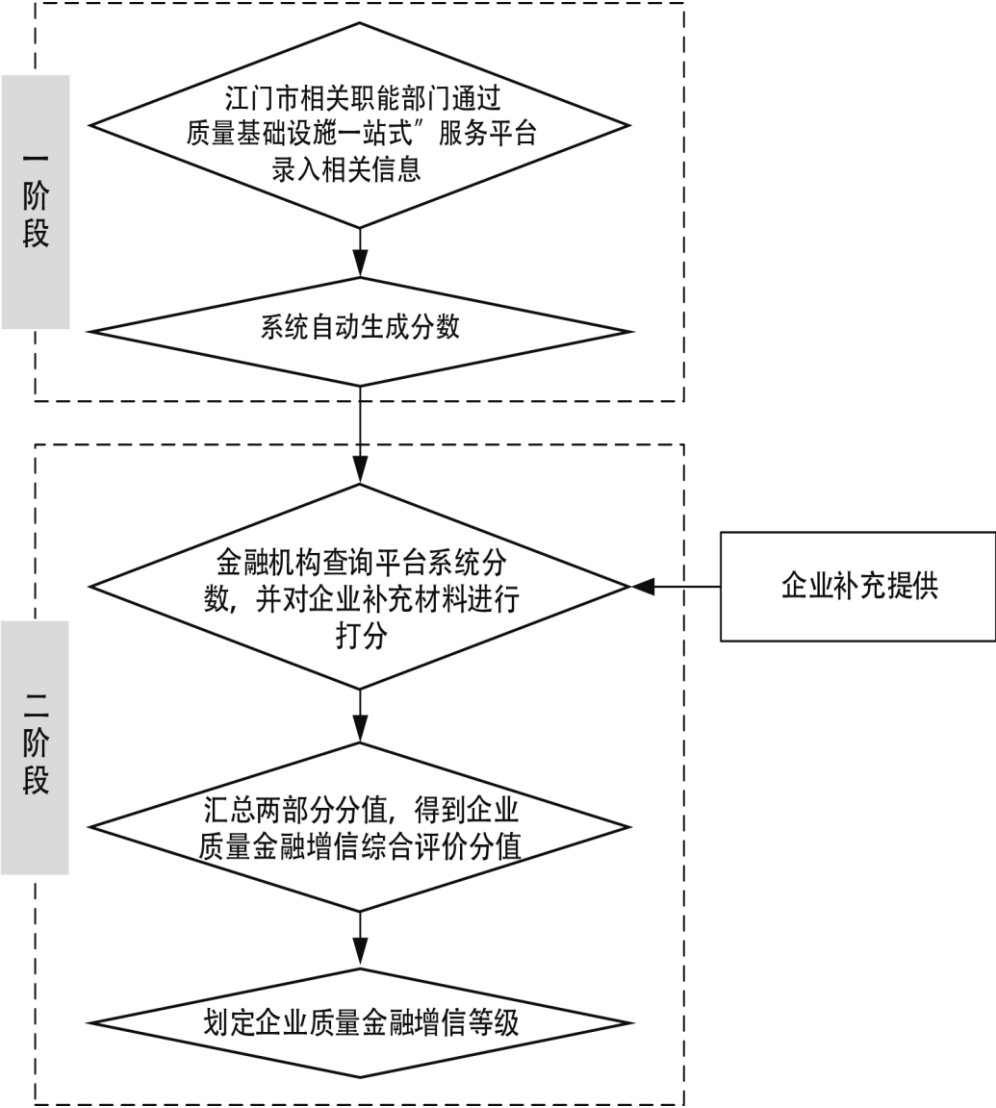 一阶段
江门市相关职能部门通过
质量基础设施“一站式”服务平台
录入相关信息
系统自动生成分数
二阶段
金融机构查询平台系统分
数，并对企业补充材料进行
打分
企业补充提供
汇总两部分分值，得到企业
质量金融增信综合评价分值
划定企业质量金融增信等级